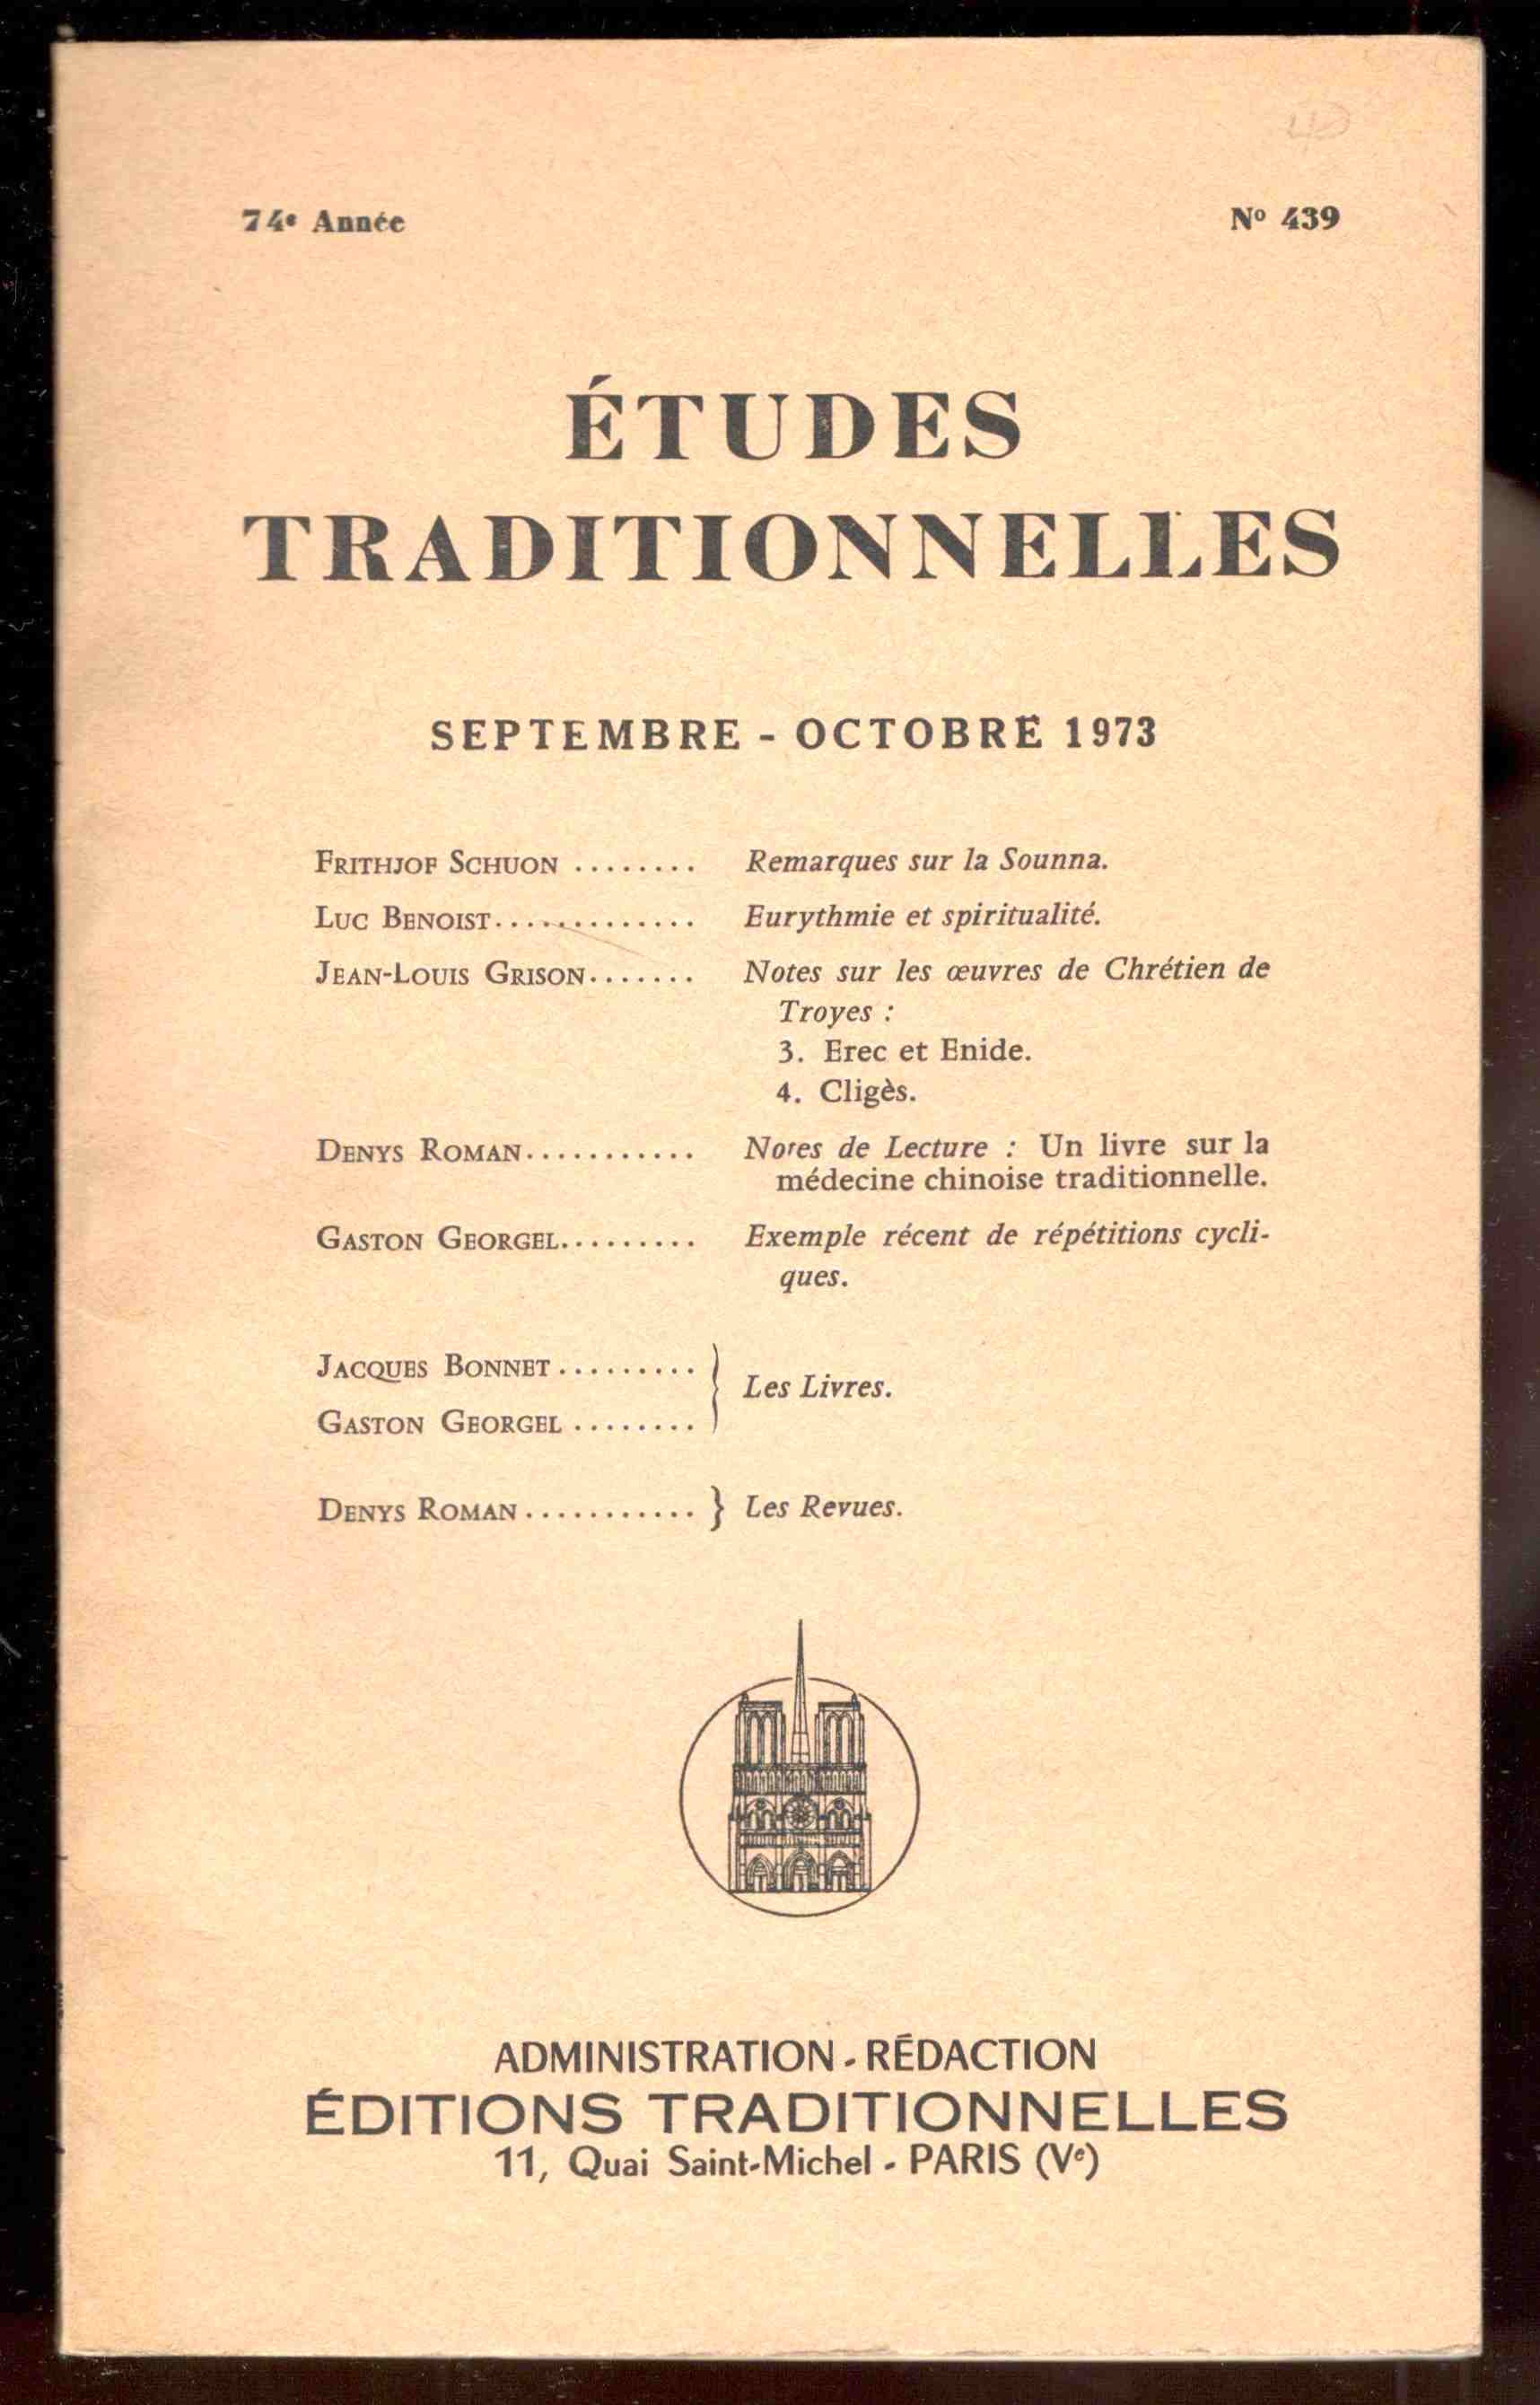 40
74e Année
No 439
ÉTUDES
TRADITIONNELLES
SEPTEMBRE - OCTOBRE 1973
FRITHJOF SCHUON ........ Remarques sur la Sounna.
LUC BENOIST............. Eurythmie et spiritualité.
JEAN-LOUIS GRISON....... Notes sur les œuvres de Chrétien de
Troyes :
3. Erec et Enide.
4. Cligès.
DENYS ROMAN........... Notes de Lecture : Un livre sur la
médecine chinoise traditionnelle.
GASTON GEORGEL......... Exemple récent de répétitions cycli-
ques.
JACQUES BONNET.........
} Les Livres.
GASTON GEORGEL ........
DENYS ROMAN........... } Les Revues.
ADMINISTRATION - RÉDACTION
ÉDITIONS TRADITIONNELLES
11, Quai Saint-Michel - PARIS (Ve)